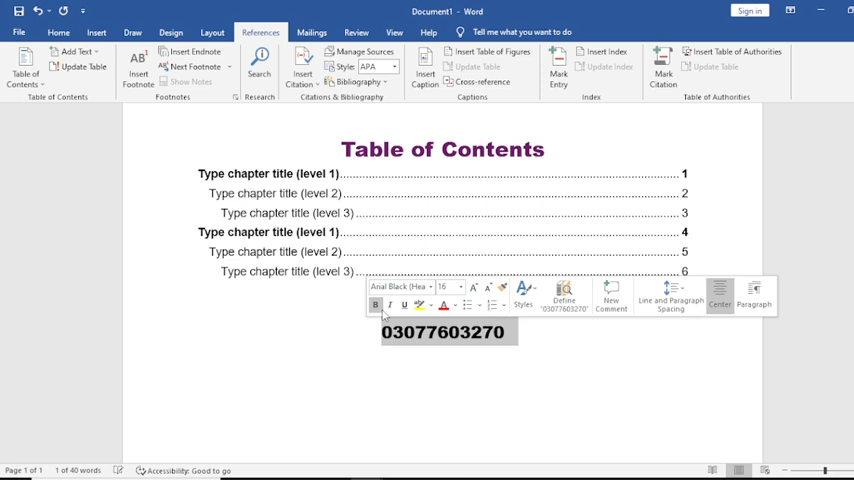 Document1 - Word
Sign in
File Home Insert Draw Design Layout References Mailings Review View Help Tell me what you want to do
Table of Contents
Add Text
Update Table
Table of Contents
AB1
Insert Footnote
Insert Endnote
Next Footnote
Show Notes
Footnotes
Search
Research
Insert Citation
Manage Sources
Style: APA
Bibliography
Citations & Bibliography
Insert Caption
Insert Table of Figures
Update Table
Cross-reference
Captions
Mark Entry
Insert Index
Update Index
Index
Mark Citation
Insert Table of Authorities
Update Table
Table of Authorities
Table of Contents
Type chapter title (level 1) 1
Type chapter title (level 2) 2
Type chapter title (level 3) 3
Type chapter title (level 1) 4
Type chapter title (level 2) 5
Type chapter title (level 3) 6
Arial Black (Hea 16
B I U
Styles
Define "03077603270"
New Comment
Line and Paragraph Spacing
Center
Paragraph
03077603270
Page 1 of 1 1 of 40 words Accessibility: Good to go